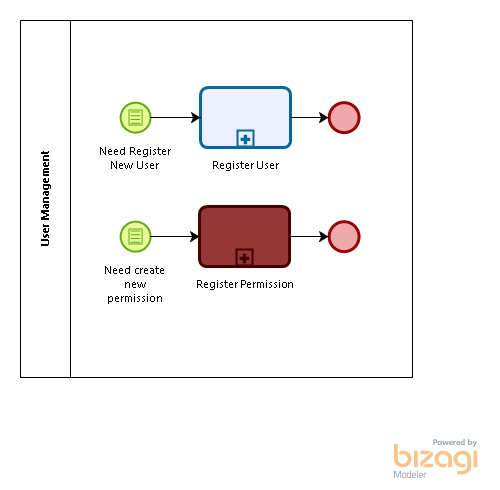 User Management
Need Register
New User
Register User
Need create
new
permission
Register Permission
Powered by
bizagi
Modeler